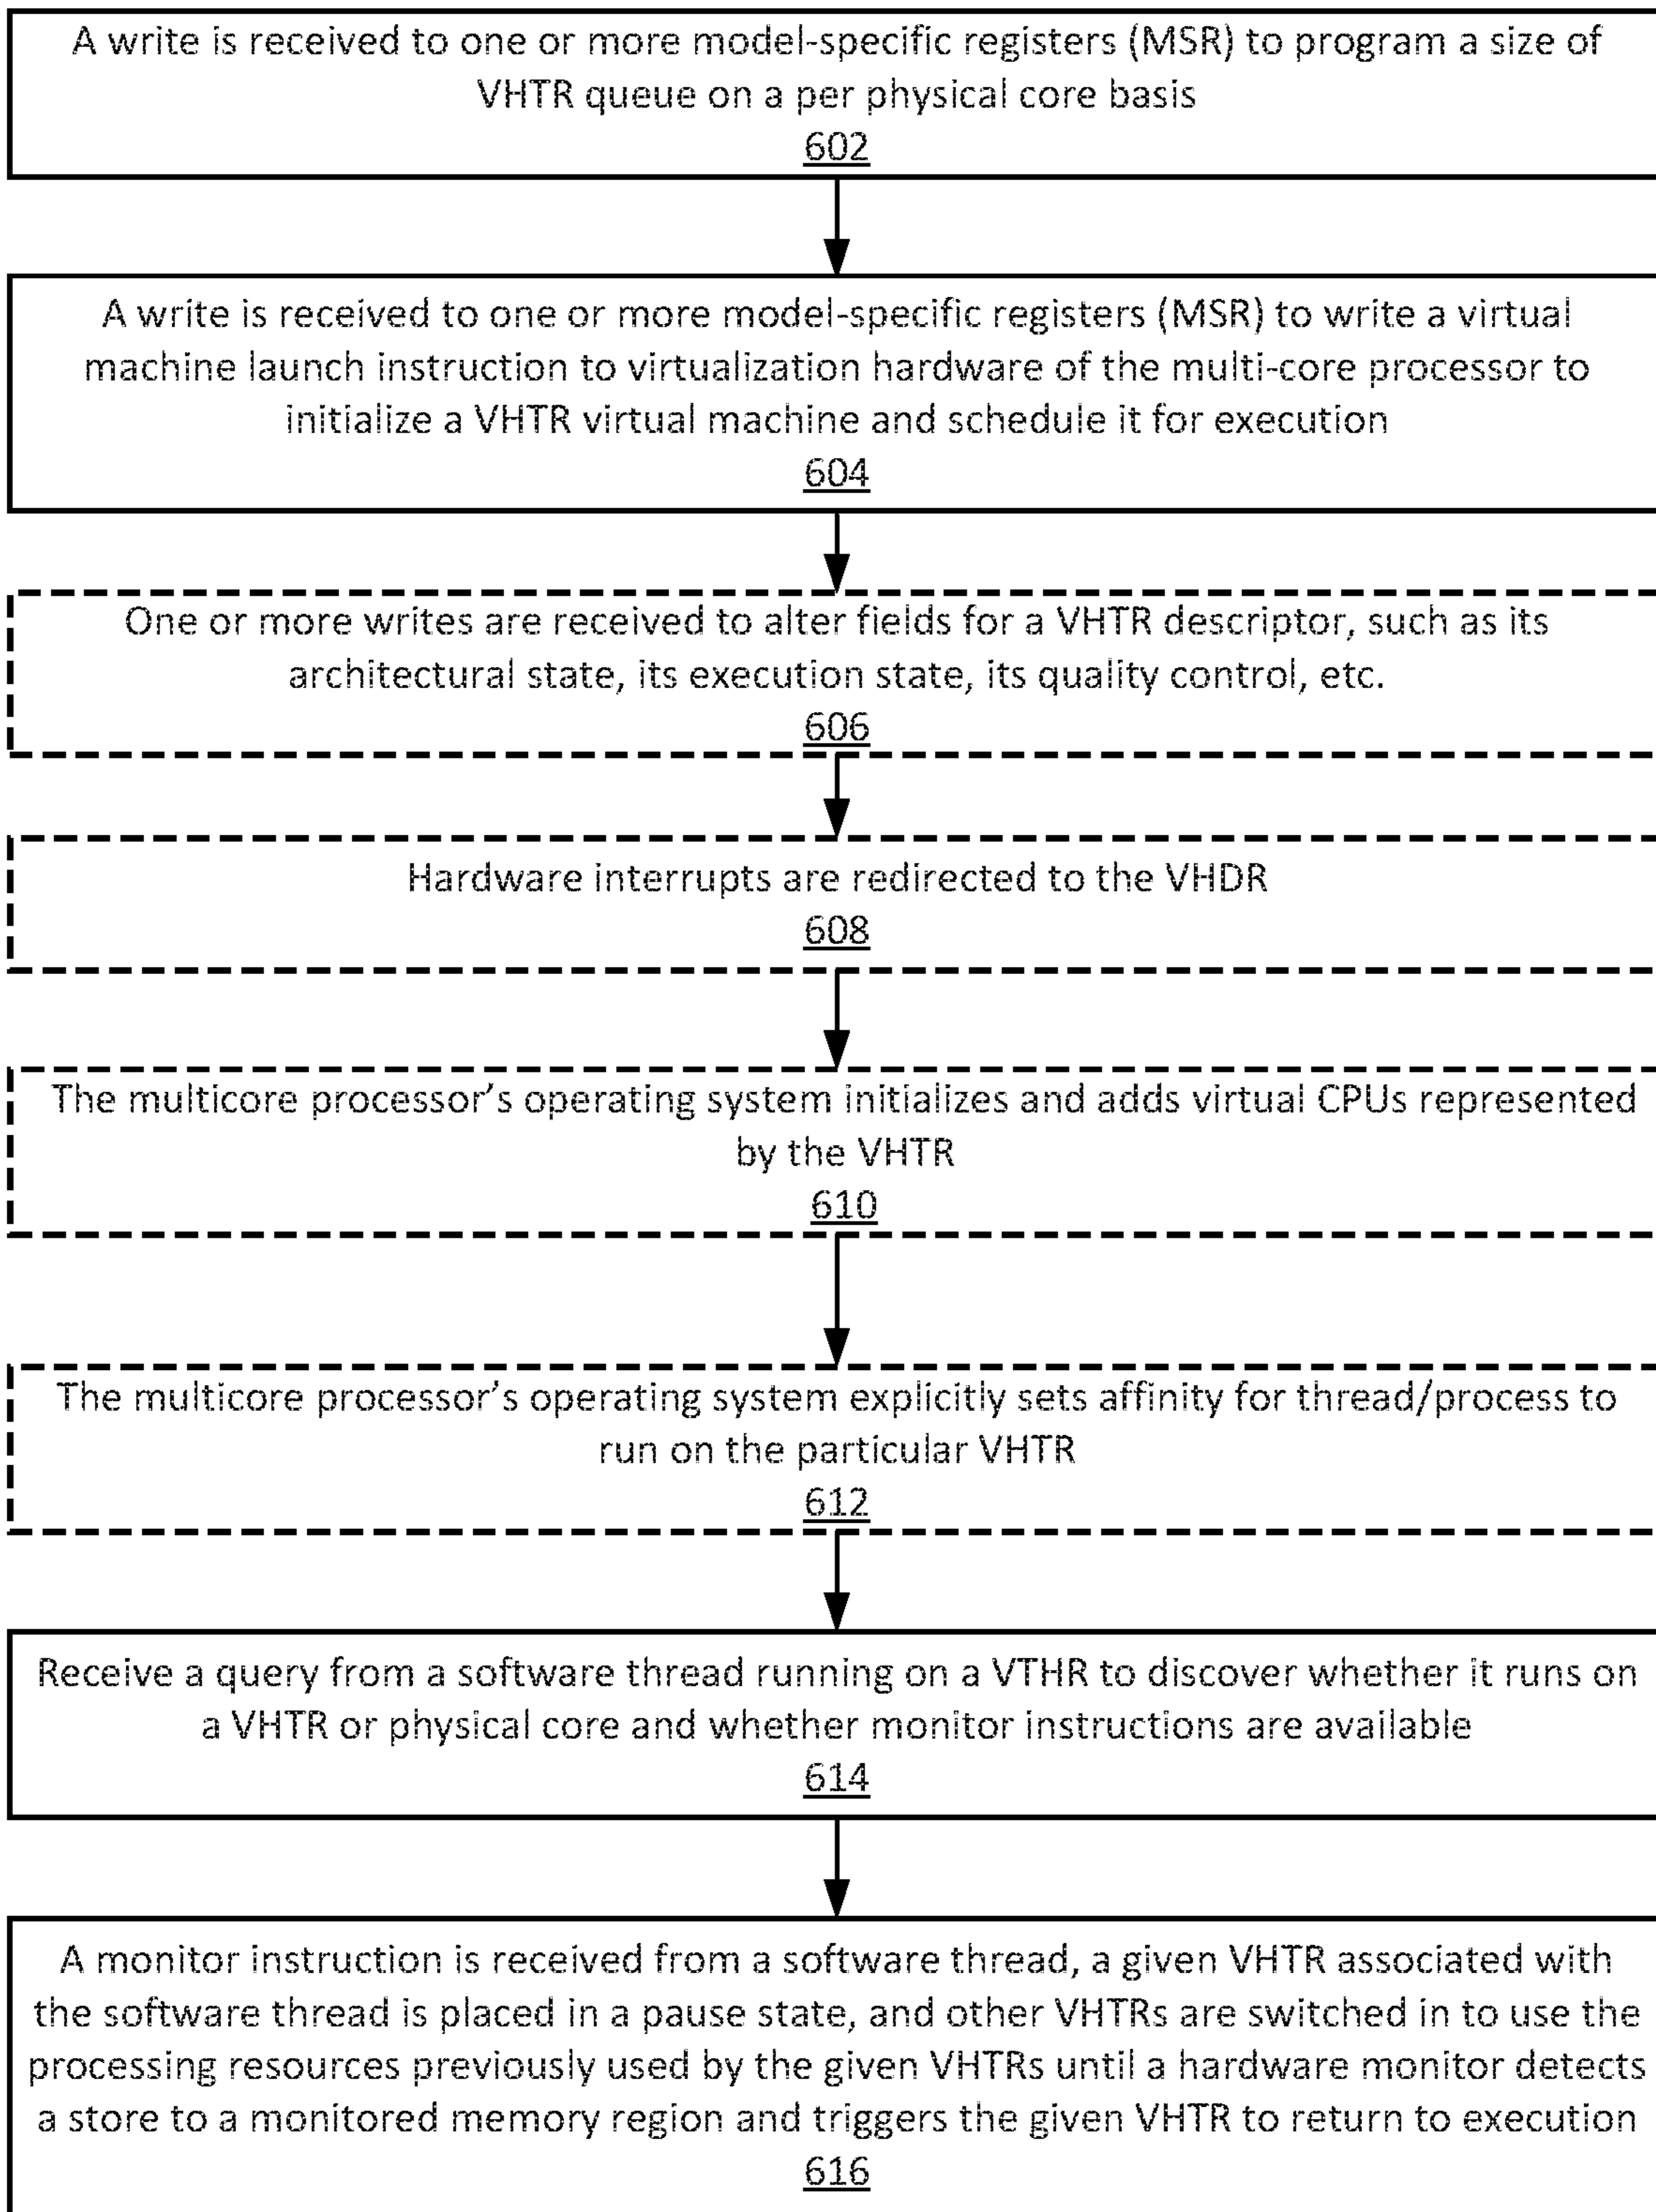 A write is received to one or more model-specific registers (MSR) to program a size of
VHTR queue on a per physical core basis
602
A write is received to one or more model-specific registers (MSR) to write a virtual
machine launch instruction to virtualization hardware of the multi-core processor to
initialize a VHTR virtual machine and schedule it for execution
604
One or more writes are received to alter fields for a VHTR descriptor, such as its
architectural state, its execution state, its quality control, etc.
606
Hardware interrupts are redirected to the VHDR
608
The multicore processor's operating system initializes and adds virtual CPUs represented
by the VHTR
610
The multicore processor's operating system explicitly sets affinity for thread/process to
run on the particular VHTR
612
Receive a query from a software thread running on a VTHR to discover whether it runs on
a VHTR or physical core and whether monitor instructions are available
614
A monitor instruction is received from a software thread, a given VHTR associated with
the software thread is placed in a pause state, and other VHTRs are switched in to use the
processing resources previously used by the given VHTRs until a hardware monitor detects
a store to a monitored memory region and triggers the given VHTR to return to execution
616